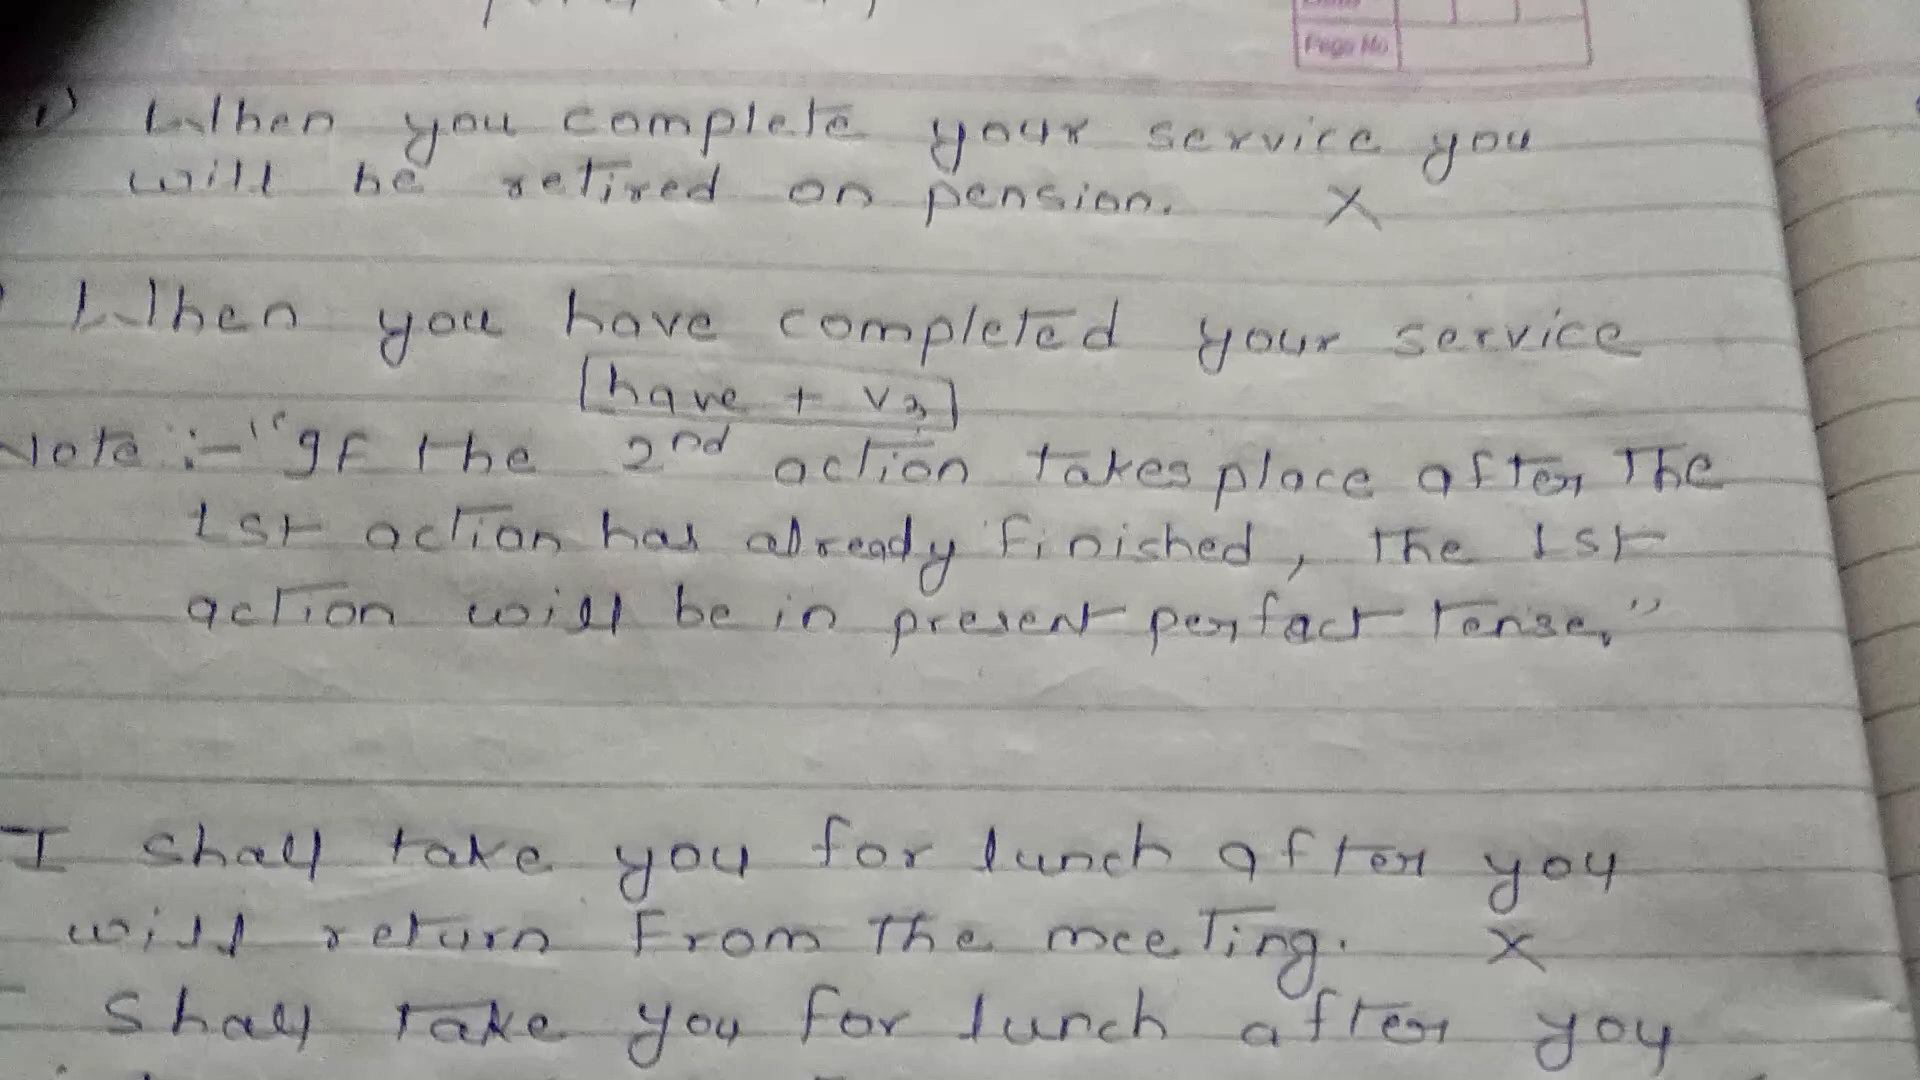 Page No
1) When you complete your service you
will be retired on pension. X
When you have completed your service
[have + V3]
Note :- "If the 2nd action takes place after The
1st action has already finished, The 1st
action will be in present perfact Tense."
I shall take you for lunch after you
will return From The meeTing. X
Shall Take you for lunch after you